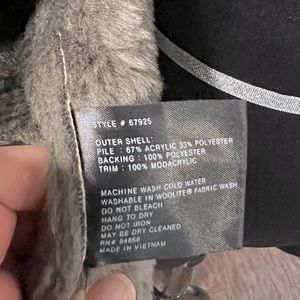 STYLE # 67925
OUTER SHELL:
PILE : 67% ACRYLIC 33% POLYESTER
BACKING : 100% POLYESTER
TRIM : 100% MODACRYLIC
MACHINE WASH COLD WATER
WASHABLE IN WOOLITE® FABRIC WASH
DO NOT BLEACH
HANG TO DRY
DO NOT IRON
MAY BE DRY CLEANED
RN# 94866
MADE IN VIETNAM